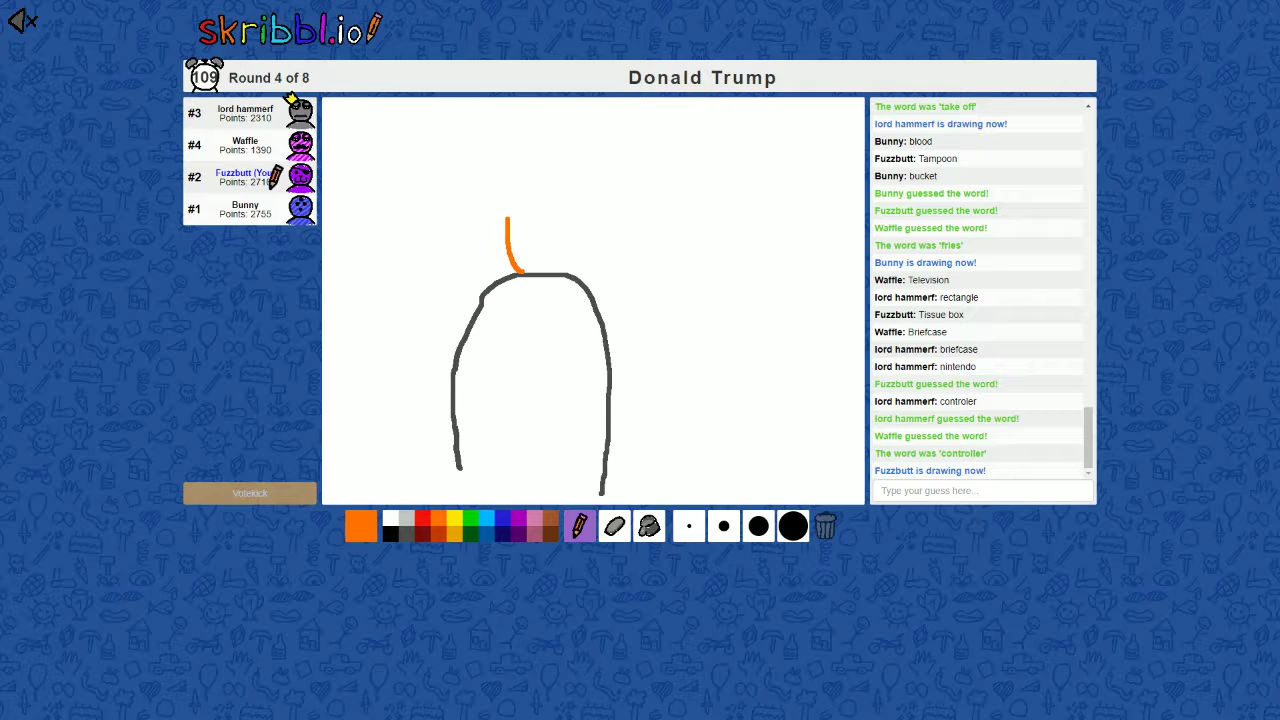 skribbl.io
109
Round 4 of 8
Donald Trump
#3
lord hammerf
Points: 2310
#4
Waffle
Points: 1390
#2
Fuzzbutt (You
Points: 271
#1
Bunny
Points: 2755
Votekick
The word was 'take off'
lord hammerf is drawing now!
Bunny: blood
Fuzzbutt: Tampoon
Bunny: bucket
Bunny guessed the word!
Fuzzbutt guessed the word!
Waffle guessed the word!
The word was 'fries'
Bunny is drawing now!
Waffle: Television
lord hammerf: rectangle
Fuzzbutt: Tissue box
Waffle: Briefcase
lord hammerf: briefcase
lord hammerf: nintendo
Fuzzbutt guessed the word!
lord hammerf: controler
lord hammerf guessed the word!
Waffle guessed the word!
The word was 'controller'
Fuzzbutt is drawing now!
Type your guess here...